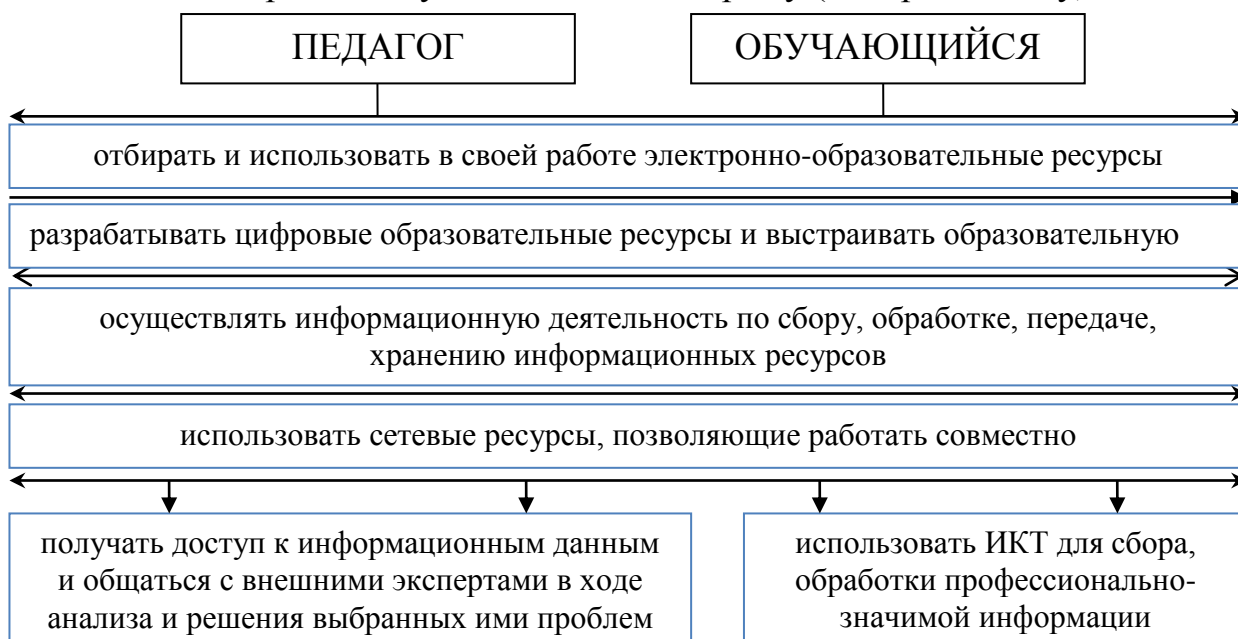 ПЕДАГОГ
ОБУЧАЮЩИЙСЯ
отбирать и использовать в своей работе электронно-образовательные ресурсы
разрабатывать цифровые образовательные ресурсы и выстраивать образовательную
осуществлять информационную деятельность по сбору, обработке, передаче,
хранению информационных ресурсов
использовать сетевые ресурсы, позволяющие работать совместно
получать доступ к информационным данным
и общаться с внешними экспертами в ходе
анализа и решения выбранных ими проблем
использовать ИКТ для сбора,
обработки профессионально-
значимой информации